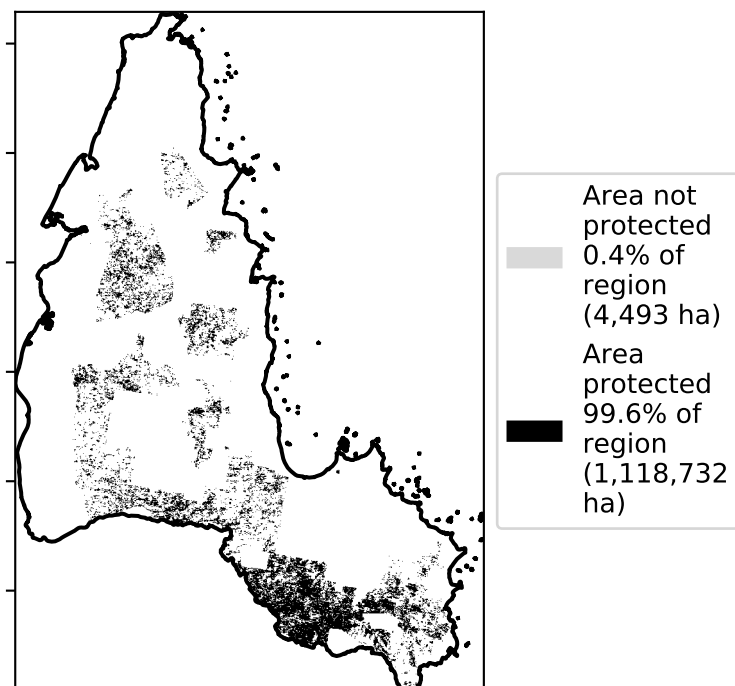 Area not
protected
0.4% of
region
(4,493 ha)
Area
protected
99.6% of
region
(1,118,732
ha)